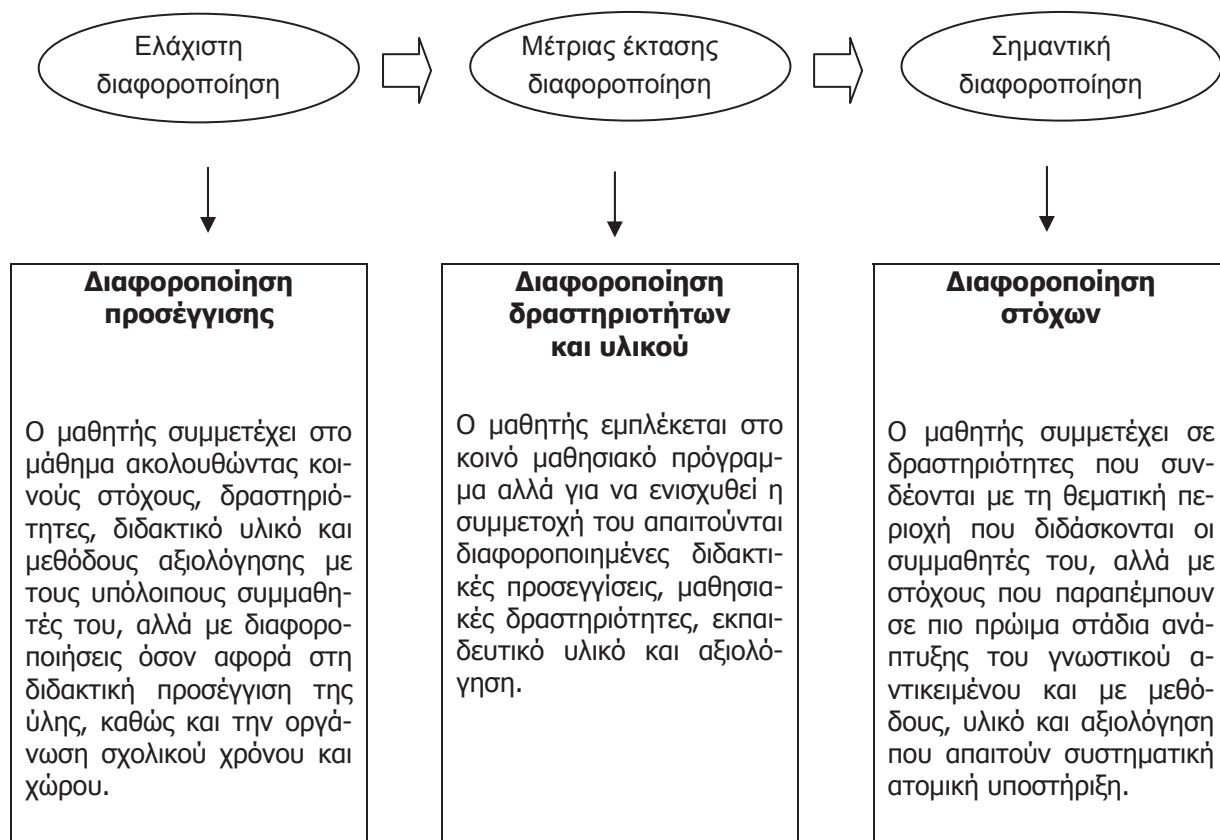 Ελάχιστη
διαφοροποίηση
Μέτριας έκτασης
διαφοροποίηση
Σημαντική
διαφοροποίηση
Διαφοροποίηση
προσέγγισης
Ο μαθητής συμμετέχει στο
μάθημα ακολουθώντας κοι-
νούς στόχους, δραστηριό-
τητες, διδακτικό υλικό και
μεθόδους αξιολόγησης με
τους υπόλοιπους συμμαθη-
τές του, αλλά με διαφορο-
ποιήσεις όσον αφορά στη
διδακτική προσέγγιση της
ύλης, καθώς και την οργά-
νωση σχολικού χρόνου και
χώρου.
Διαφοροποίηση
δραστηριοτήτων
και υλικού
Ο μαθητής εμπλέκεται στο
κοινό μαθησιακό πρόγραμ-
μα αλλά για να ενισχυθεί η
συμμετοχή του απαιτούνται
διαφοροποιημένες διδακτι-
κές προσεγγίσεις, μαθησια-
κές δραστηριότητες, εκπαι-
δευτικό υλικό και αξιολό-
γηση.
Διαφοροποίηση
στόχων
Ο μαθητής συμμετέχει σε
δραστηριότητες που συν-
δέονται με τη θεματική πε-
ριοχή που διδάσκονται οι
συμμαθητές του, αλλά με
στόχους που παραπέμπουν
σε πιο πρώιμα στάδια ανά-
πτυξης του γνωστικού α-
ντικειμένου και με μεθό-
δους, υλικό και αξιολόγηση
που απαιτούν συστηματική
ατομική υποστήριξη.